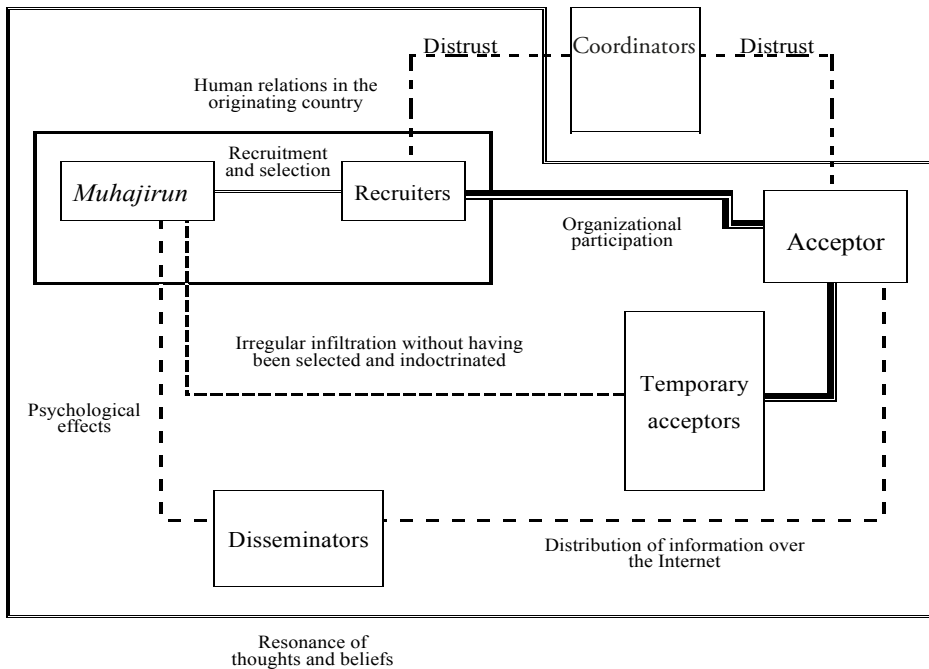 Distrust
Coordinators
Distrust
Human relations in the
originating country
Recruitment
and selection
Muhajirun
Recruiters
Organizational
participation
Acceptor
Irregular infiltration without having
been selected and indoctrinated
Temporary
acceptors
Psychological
effects
Disseminators
Distribution of information over
the Internet
Resonance of
thoughts and beliefs